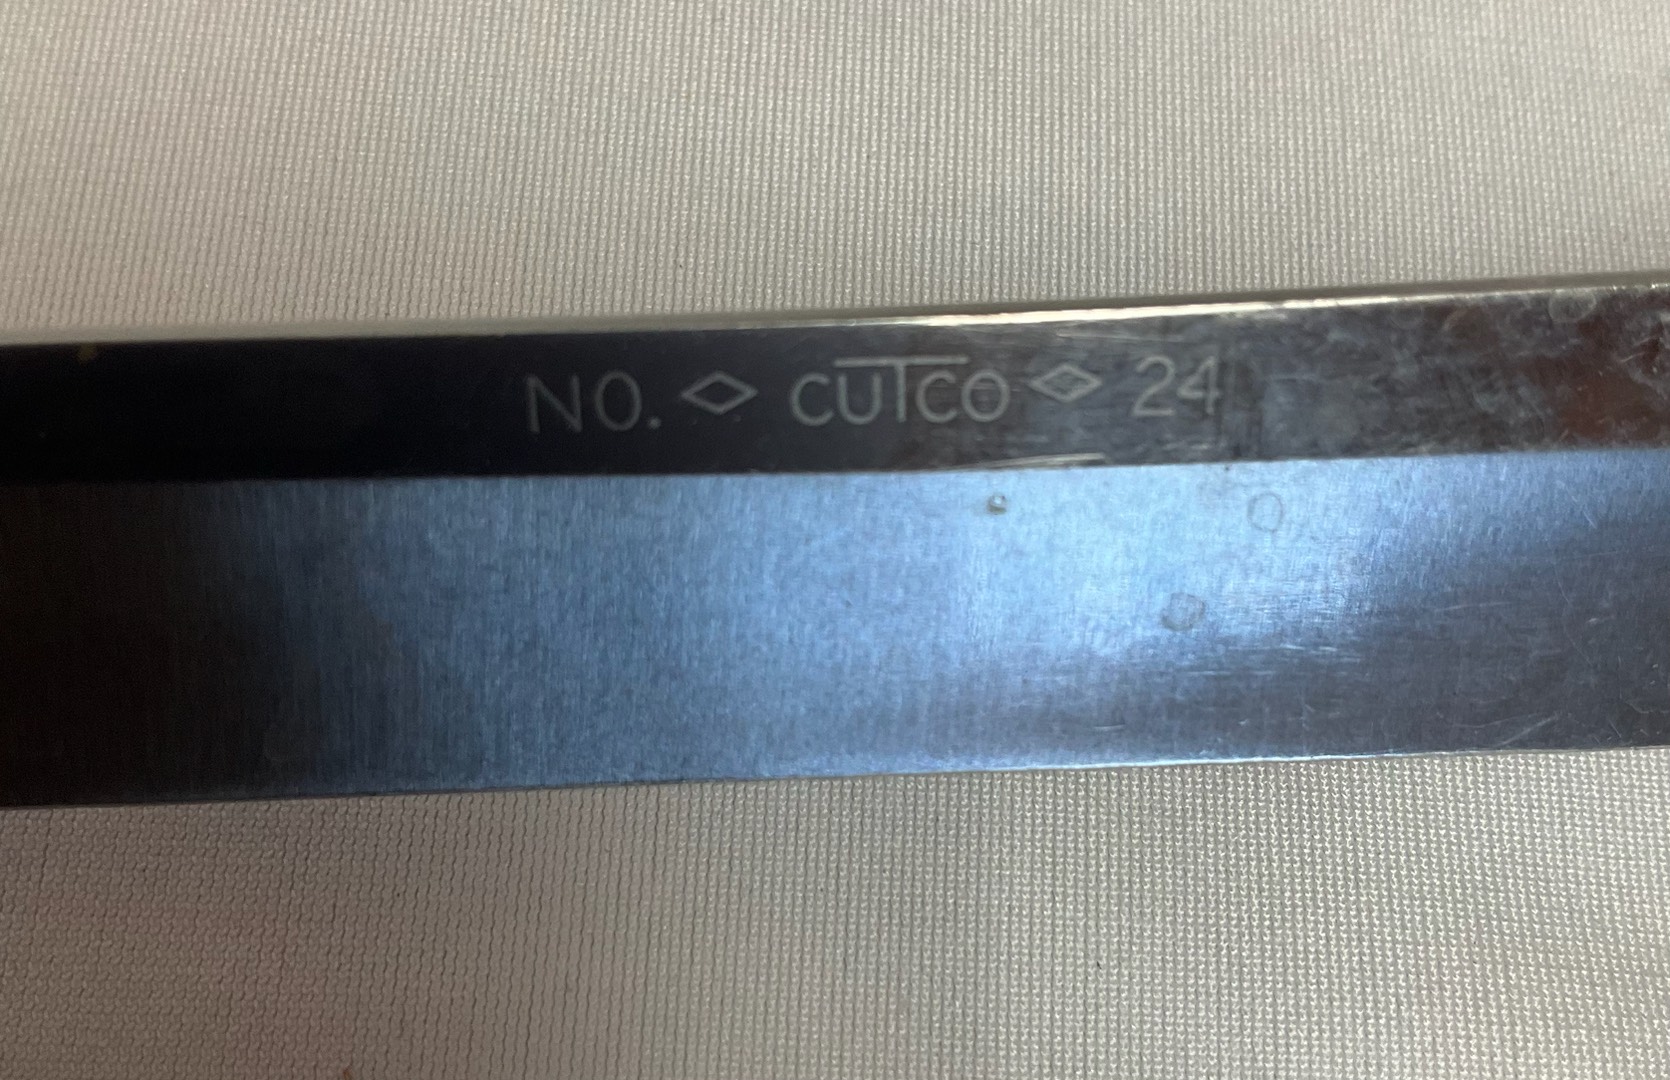 NO. ◇ CUTCO ◇ 24